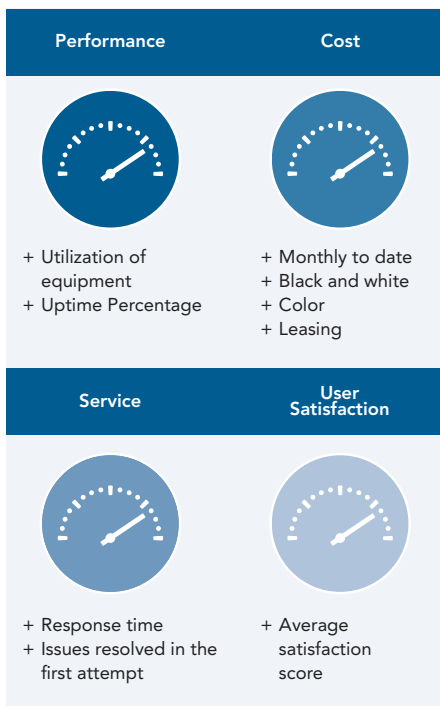 Performance
Cost
+ Utilization of
equipment
+ Uptime Percentage
+ Monthly to date
+ Black and white
+ Color
+ Leasing
Service
User
Satisfaction
+ Response time
+ Issues resolved in the
first attempt
+ Average
satisfaction
score